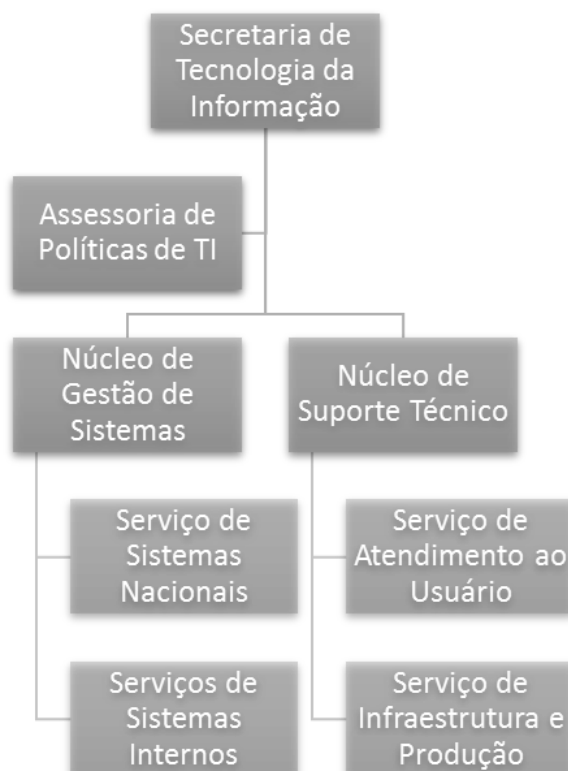 Secretaria de
Tecnologia da
Informação
Assessoria de
Políticas de TI
Núcleo de
Gestão de
Sistemas
Núcleo de
Suporte Técnico
Serviço de
Sistemas
Nacionais
Serviço de
Atendimento ao
Usuário
Serviços de
Sistemas
Internos
Serviço de
Infraestrutura e
Produção